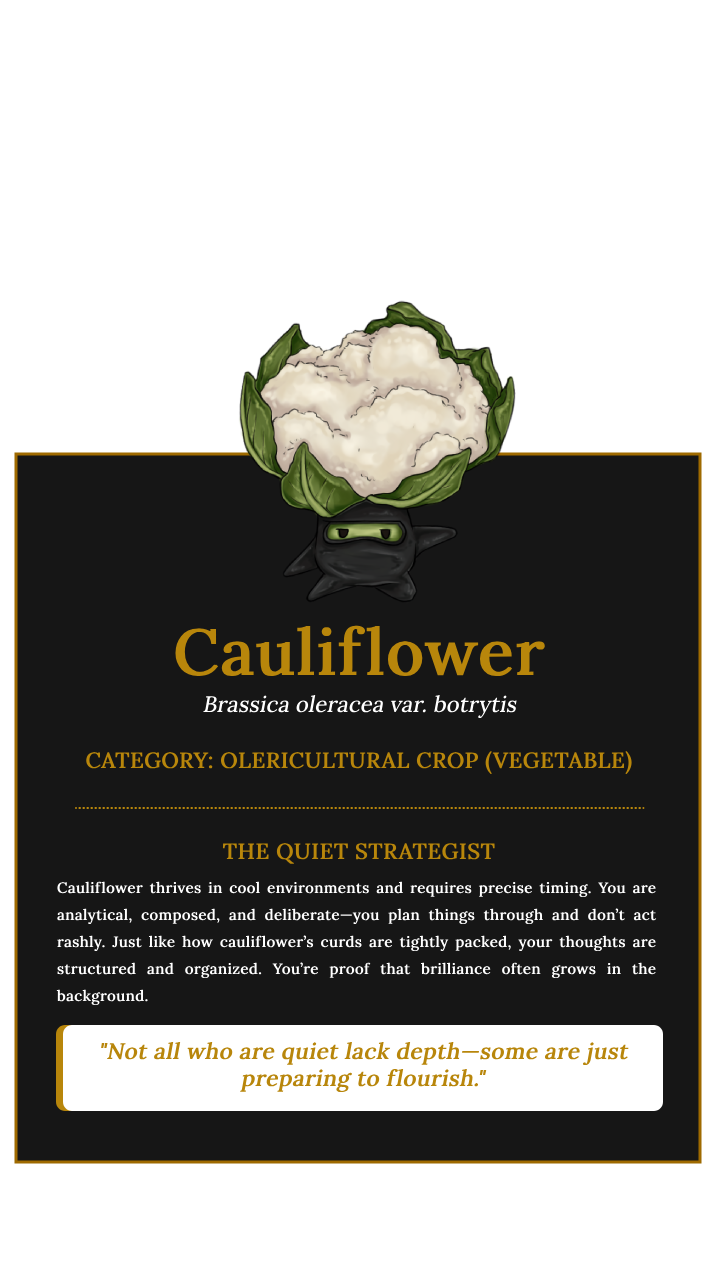 Cauliflower
Brassica oleracea var. botrytis
CATEGORY: OLERICULTURAL CROP (VEGETABLE)
THE QUIET STRATEGIST
Cauliflower thrives in cool environments and requires precise timing. You are
analytical, composed, and deliberate—you plan things through and don’t act
rashly. Just like how cauliflower’s curds are tightly packed, your thoughts are
structured and organized. You’re proof that brilliance often grows in the
background.
"Not all who are quiet lack depth—some are just
preparing to flourish."